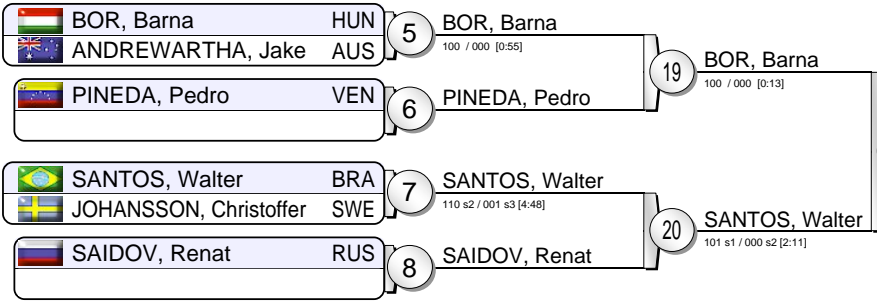 BOR, Barna HUN
ANDREWARTHA, Jake AUS
5
BOR, Barna
100 / 000 [0:55]
PINEDA, Pedro VEN
6
PINEDA, Pedro
19
BOR, Barna
100 / 000 [0:13]
SANTOS, Walter BRA
JOHANSSON, Christoffer SWE
7
SANTOS, Walter
110 s2 / 001 s3 [4:48]
SAIDOV, Renat RUS
8
SAIDOV, Renat
20
SANTOS, Walter
101 s1 / 000 s2 [2:11]